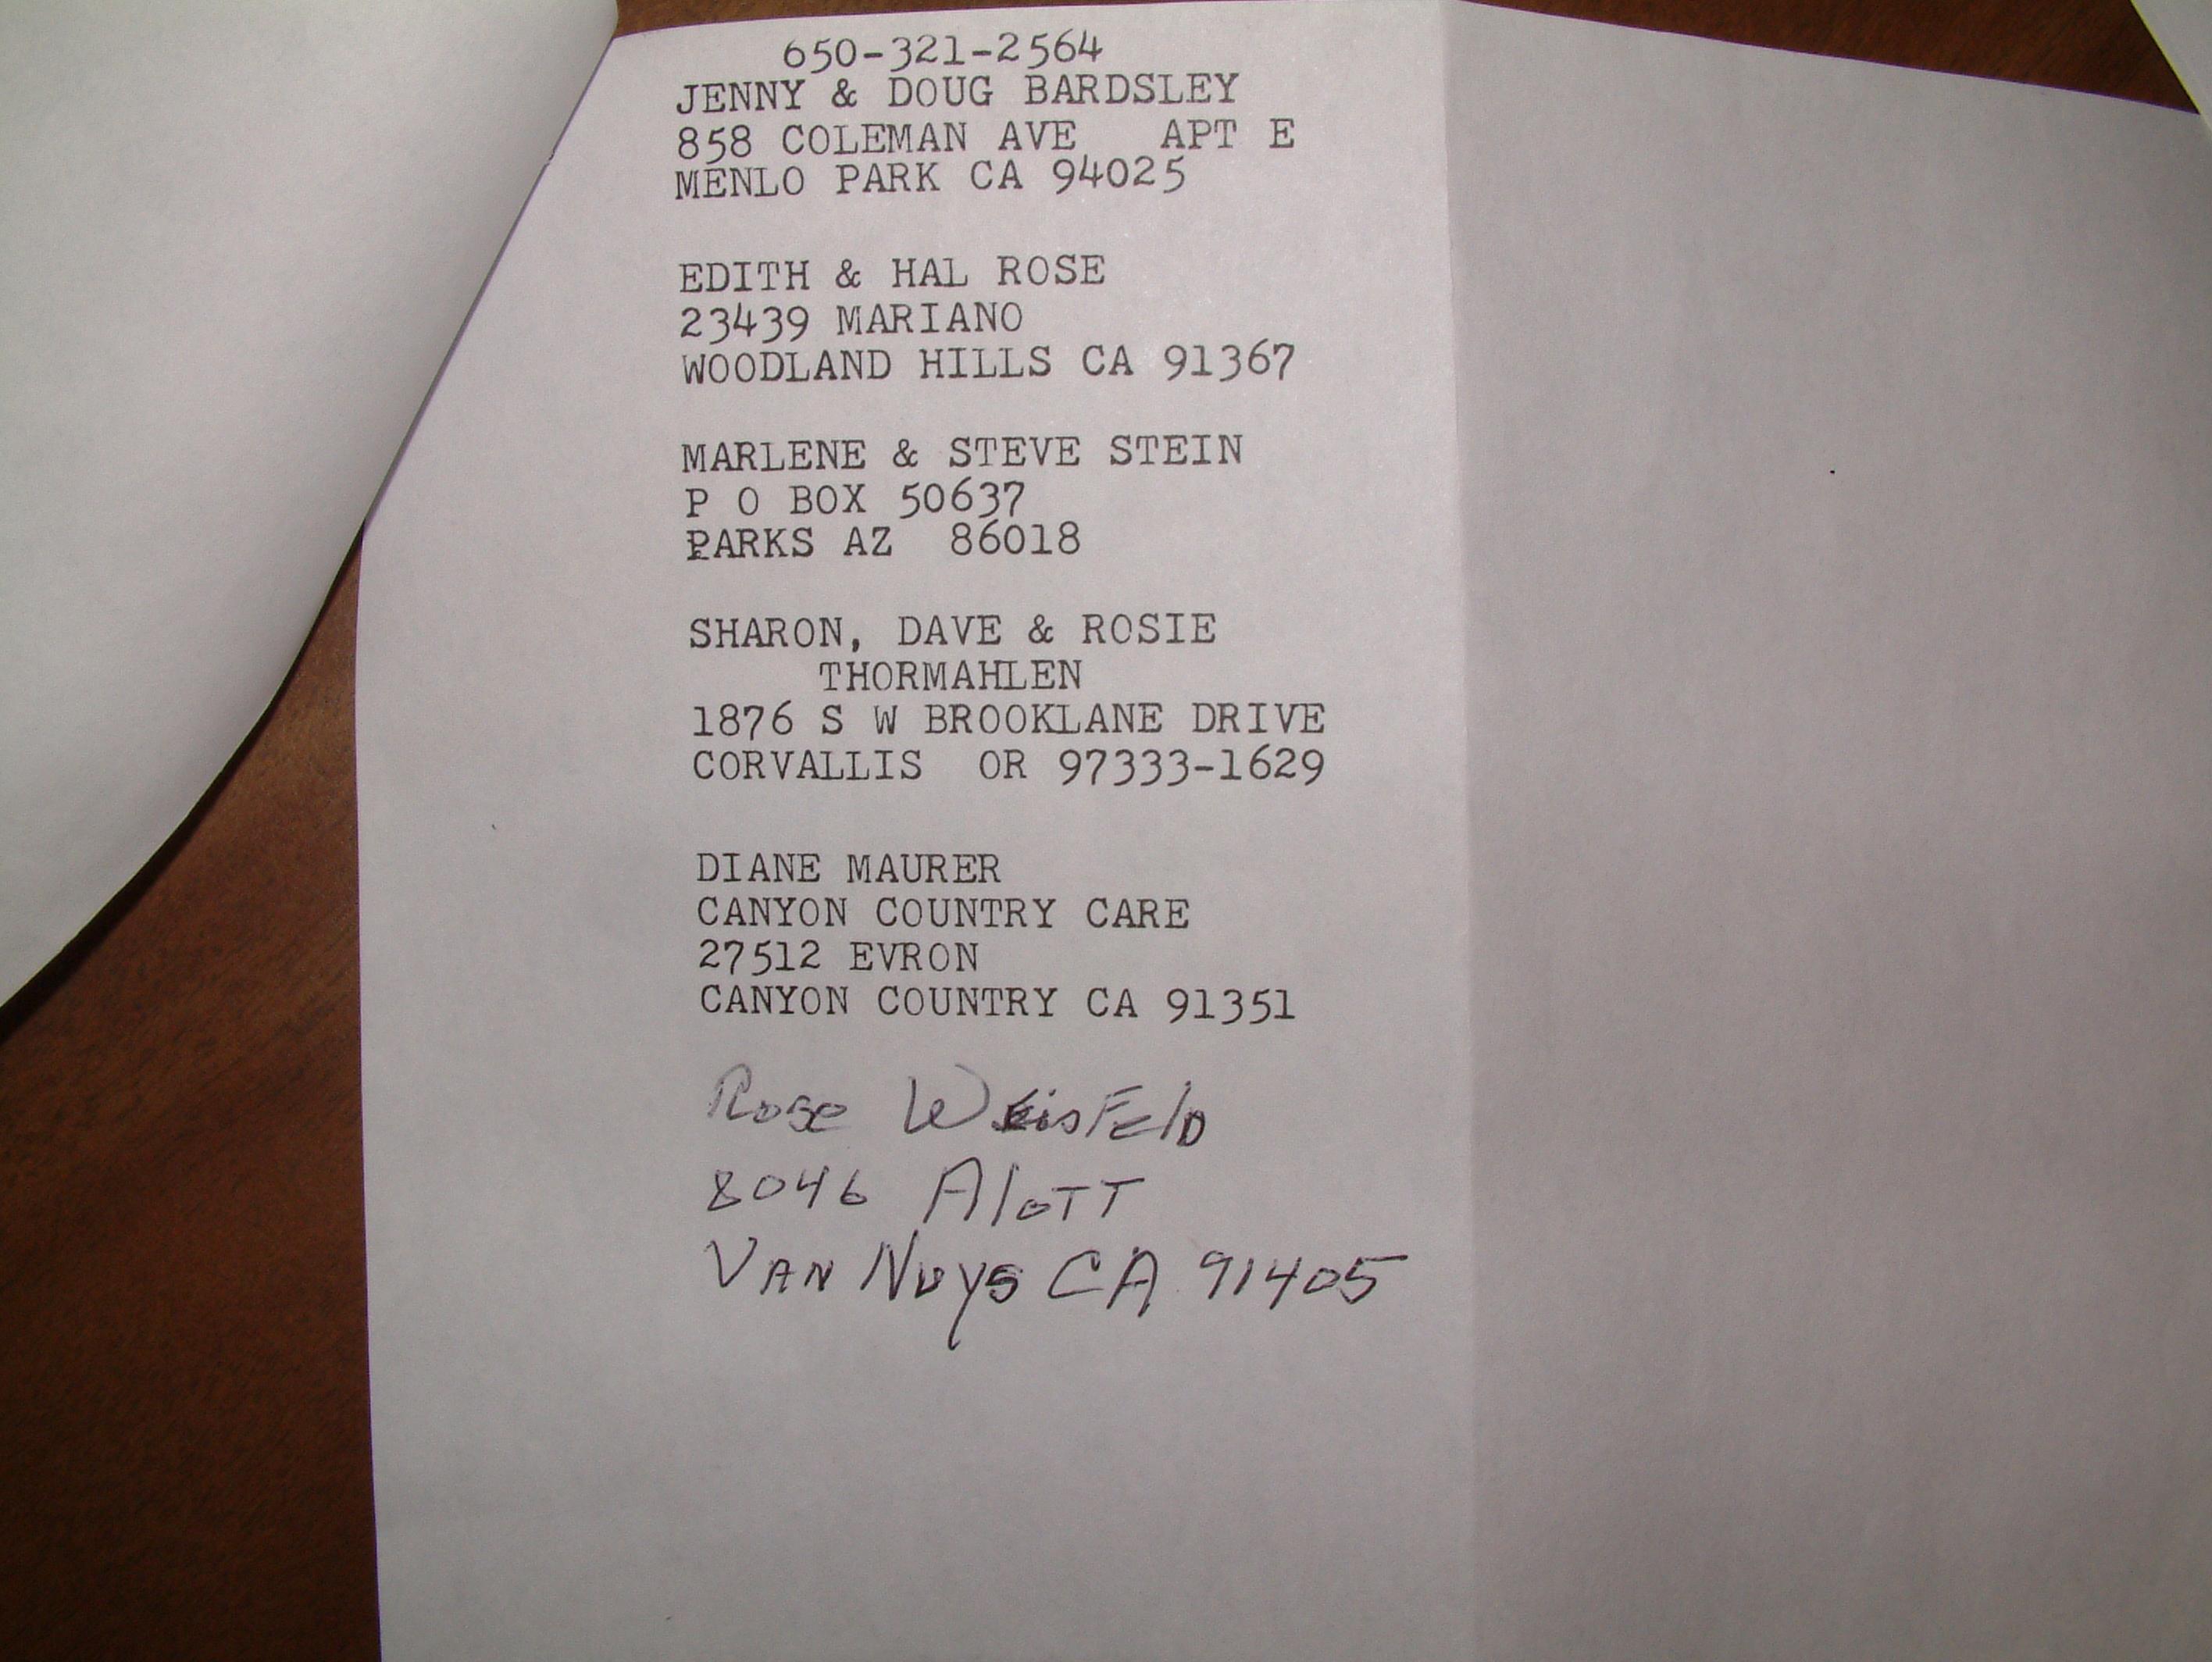 650-321-2564
JENNY & DOUG BARDSLEY
858 COLEMAN AVE APT E
MENLO PARK CA 94025
EDITH & HAL ROSE
23439 MARIANO
WOODLAND HILLS CA 91367
MARLENE & STEVE STEIN
P O BOX 50637
PARKS AZ 86018
SHARON, DAVE & ROSIE
THORMAHLEN
1876 S W BROOKLANE DRIVE
CORVALLIS OR 97333-1629
DIANE MAURER
CANYON COUNTRY CARE
27512 EVRON
CANYON COUNTRY CA 91351
Rose WeisFelD
8046 AloTT
VAN NuyS CA 91405